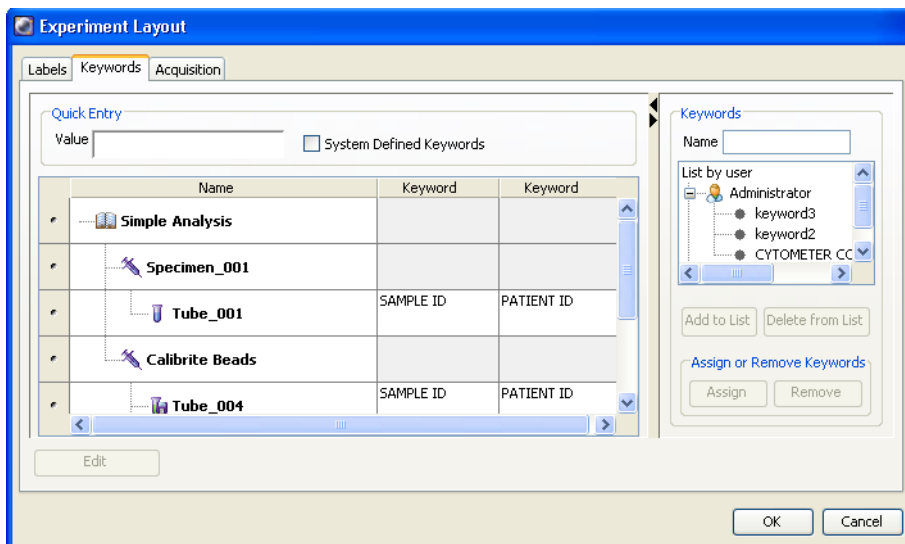 Experiment Layout
Labels Keywords Acquisition
Quick Entry
Value
System Defined Keywords
Name Keyword Keyword
Simple Analysis
Specimen_001
Tube_001 SAMPLE ID PATIENT ID
Calibrite Beads
Tube_004 SAMPLE ID PATIENT ID
Edit
Keywords
Name
List by user
Administrator
keyword3
keyword2
CYTOMETER CC
Add to List Delete from List
Assign or Remove Keywords
Assign Remove
OK Cancel